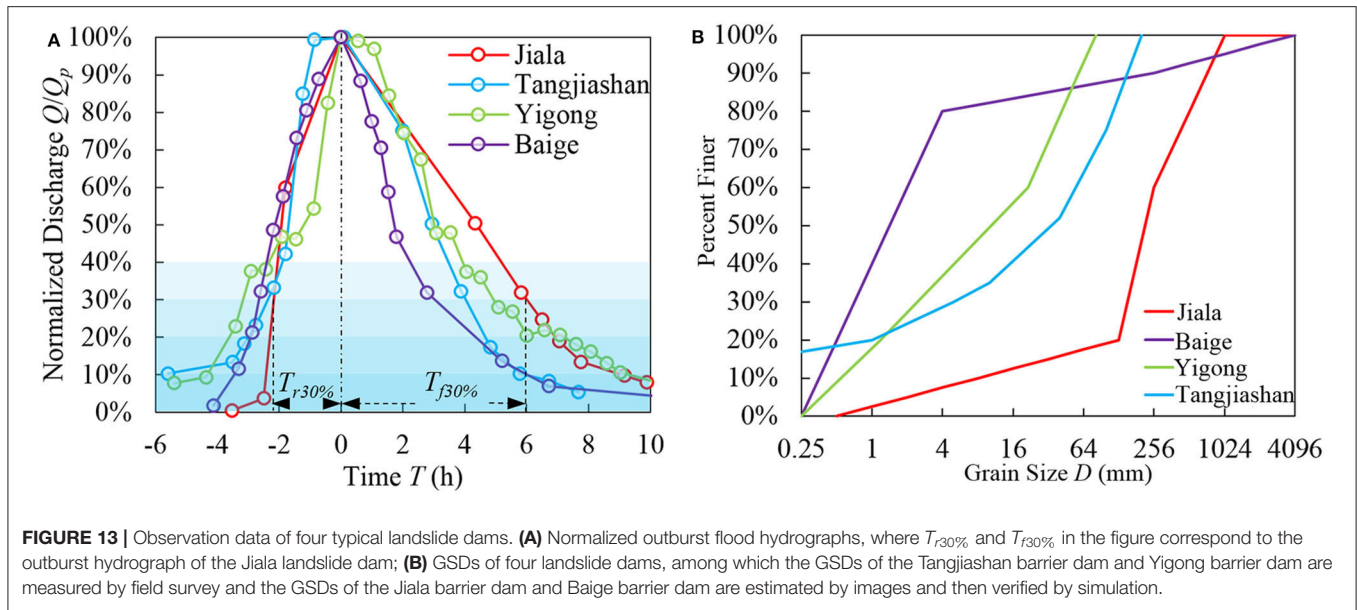 A
100%
90%
80%
70%
60%
50%
40%
30%
20%
10%
0%
Normalized Discharge Q/Qp
Jiala
Tangjiashan
Yigong
Baige
Tr30%
Tf30%
-6 -4 -2 0 2 4 6 8 10
Time T (h)
B
100%
90%
80%
70%
60%
50%
40%
30%
20%
10%
0%
Percent Finer
Jiala
Baige
Yigong
Tangjiashan
0.25 1 4 16 64 256 1024 4096
Grain Size D (mm)
FIGURE 13 | Observation data of four typical landslide dams. (A) Normalized outburst flood hydrographs, where Tr30% and Tf30% in the figure correspond to the
outburst hydrograph of the Jiala landslide dam; (B) GSDs of four landslide dams, among which the GSDs of the Tangjiashan barrier dam and Yigong barrier dam are
measured by field survey and the GSDs of the Jiala barrier dam and Baige barrier dam are estimated by images and then verified by simulation.